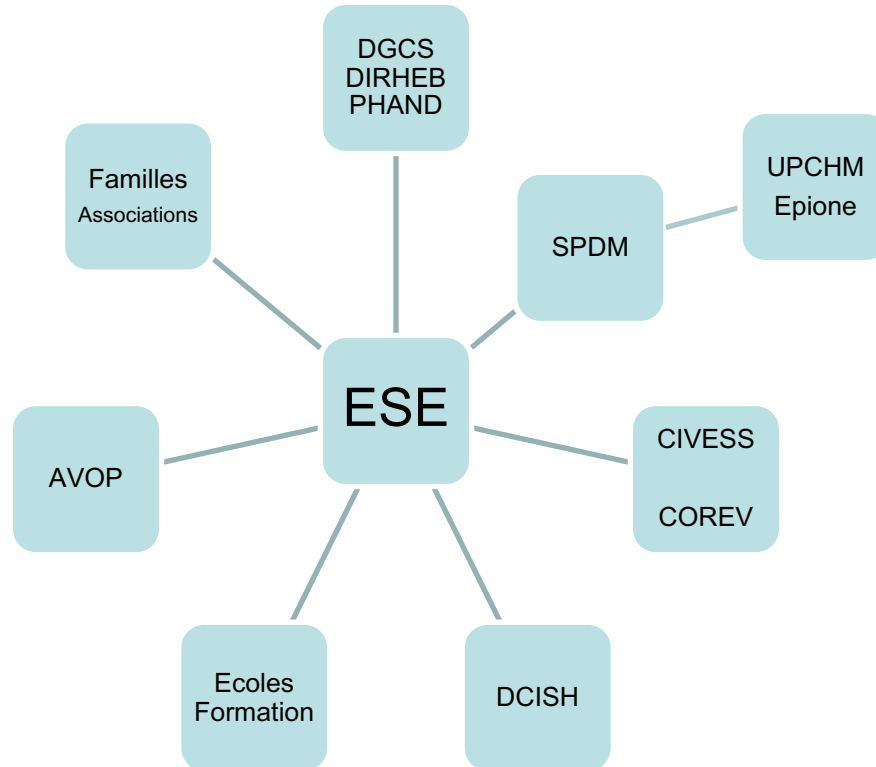 DGCS
DIRHEB
PHAND
Familles
Associations
UPCHM
Epione
SPDM
ESE
CIVESS
COREV
AVOP
Ecoles
Formation
DCISH